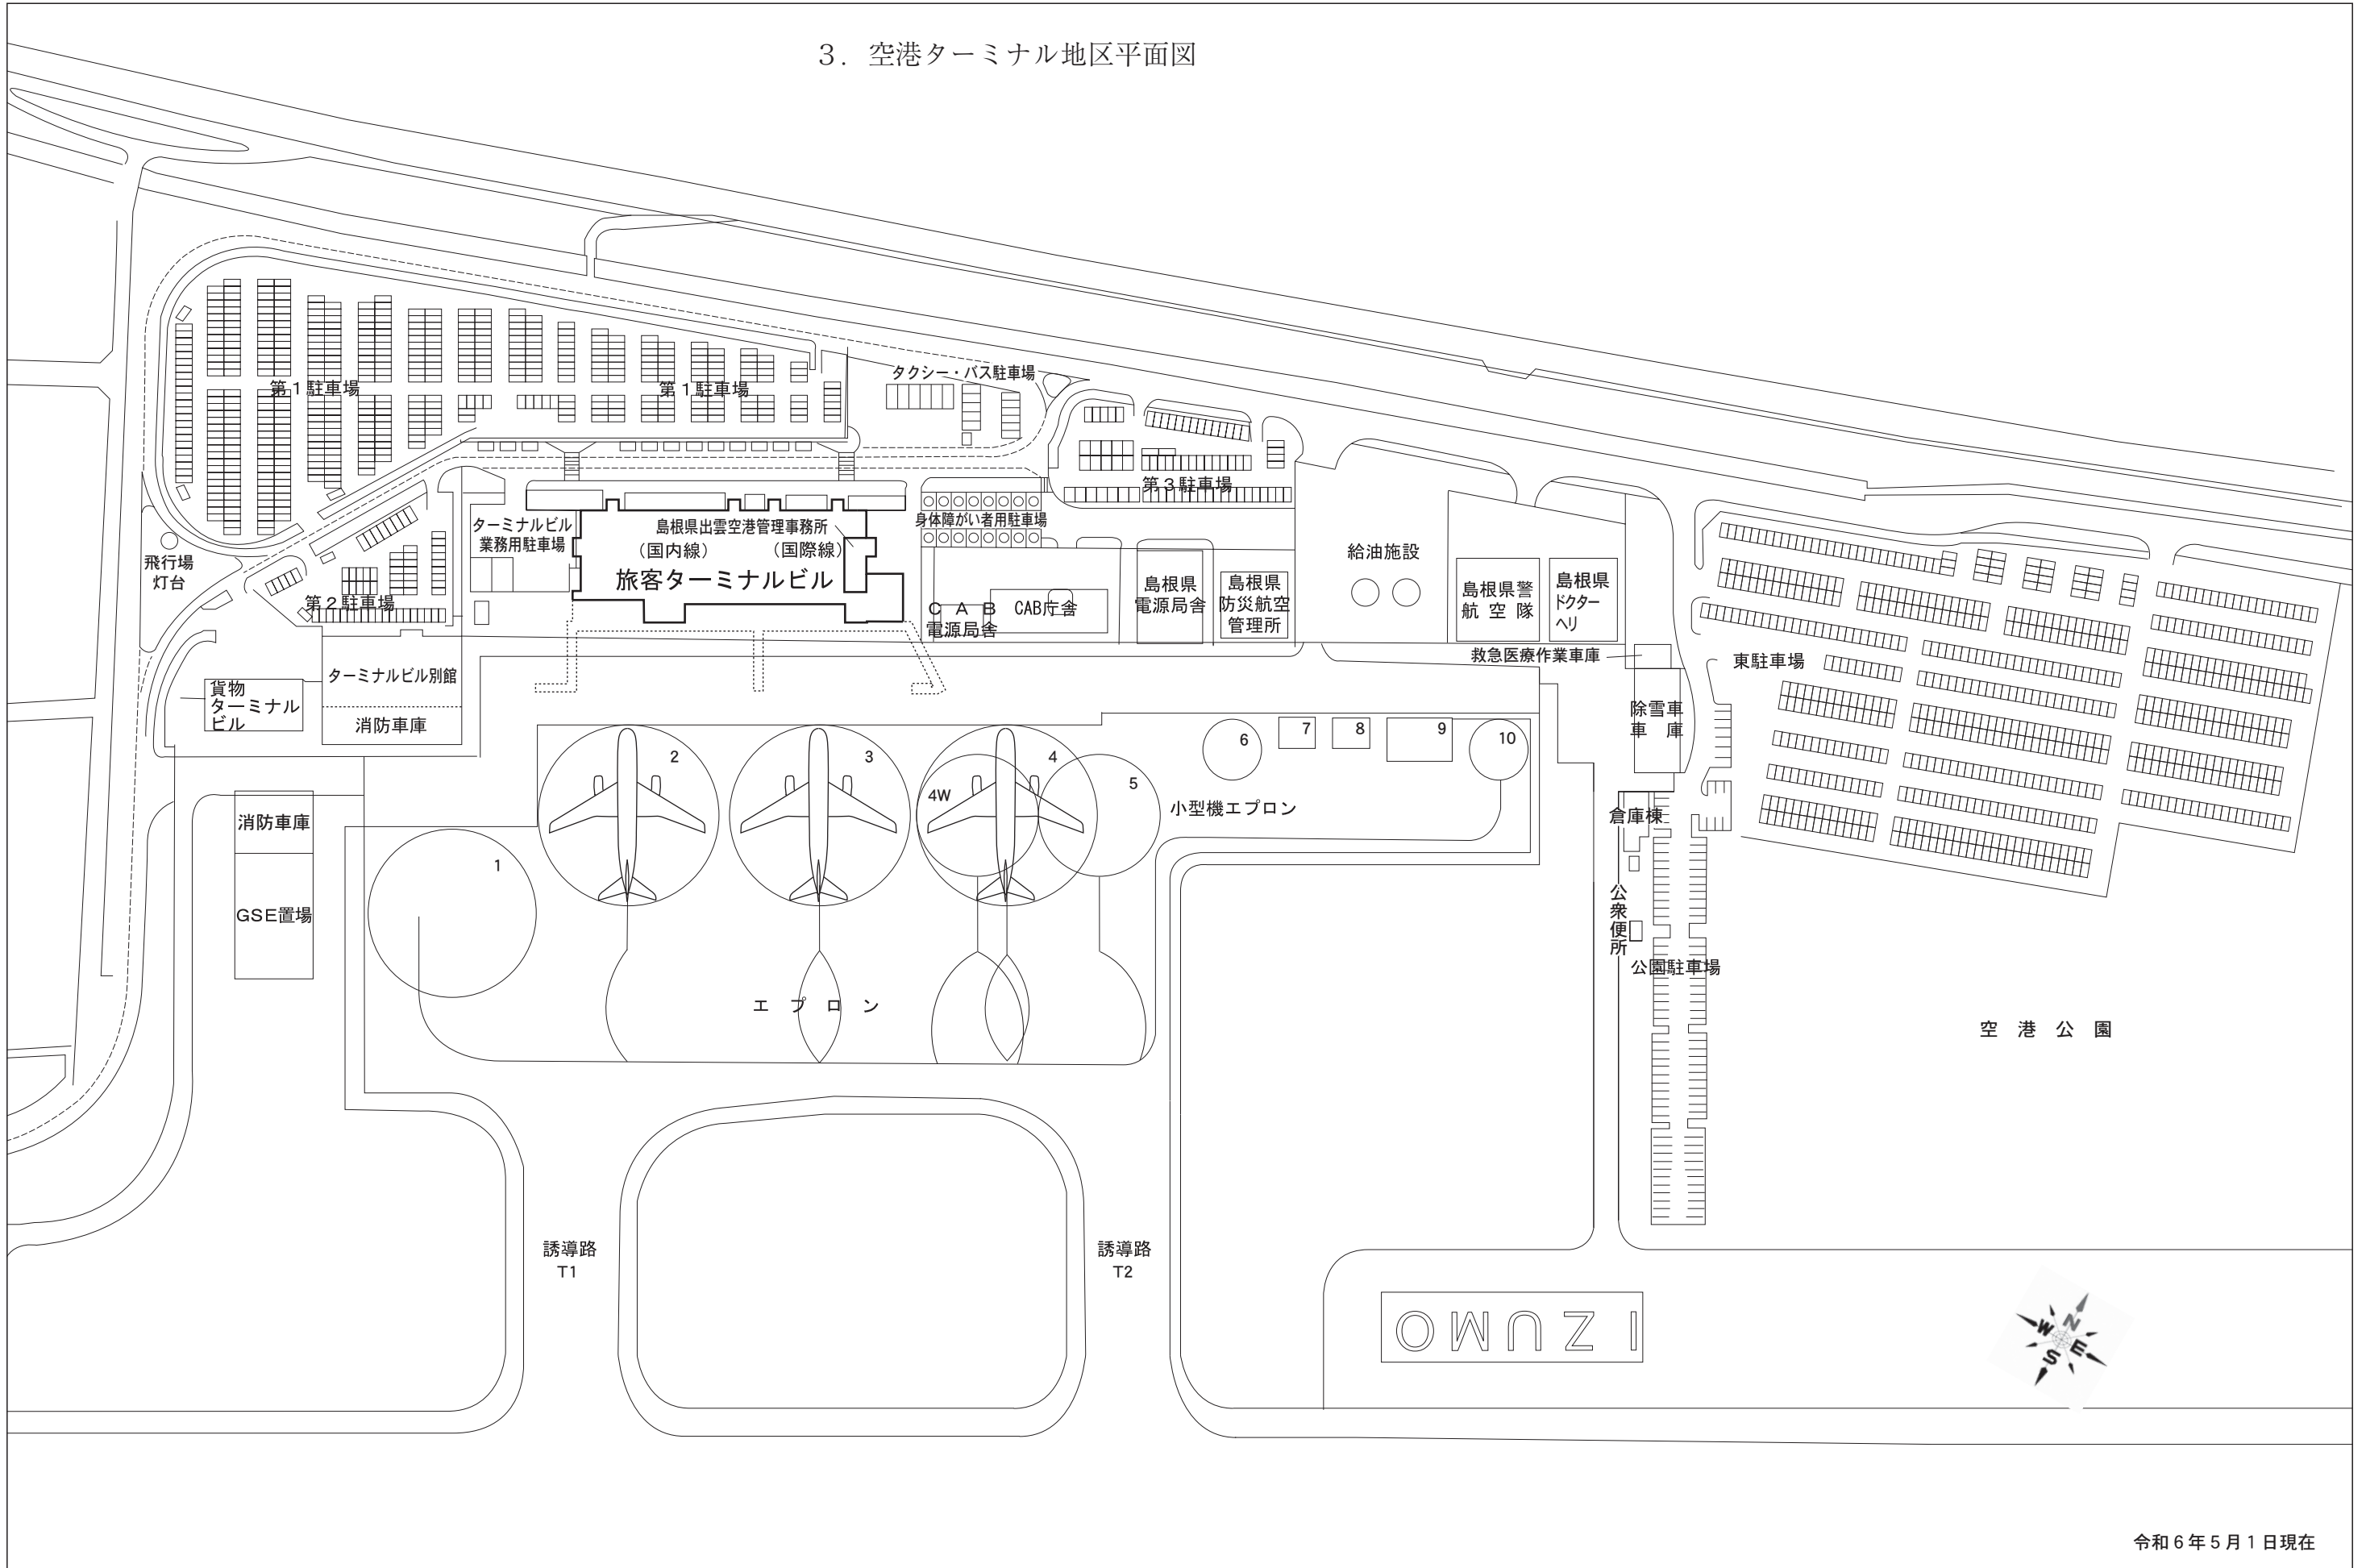 ３．空港ターミナル地区平面図
タクシー・バス駐車場
第１駐車場
第１駐車場
第３駐車場
ターミナルビル
業務用駐車場
島根県出雲空港管理事務所
（国内線）
（国際線）
旅客ターミナルビル
身体障がい者用駐車場
飛行場
灯台
第２駐車場
ＣＡＢ
電源局舎
CAB庁舎
島根県
電源局舎
島根県
防災航空
管理所
給油施設
島根県警
航空隊
島根県
ドクター
ヘリ
救急医療作業車庫
東駐車場
ターミナルビル別館
消防車庫
貨物
ターミナル
ビル
除雪車
車庫
2
3
4
4W
5
6
7
8
9
10
小型機エプロン
1
消防車庫
GSE置場
倉庫棟
公衆便所
公園駐車場
エプロン
空港公園
誘導路
T1
誘導路
T2
IZUMO
N
W
E
S
令和６年５月１日現在